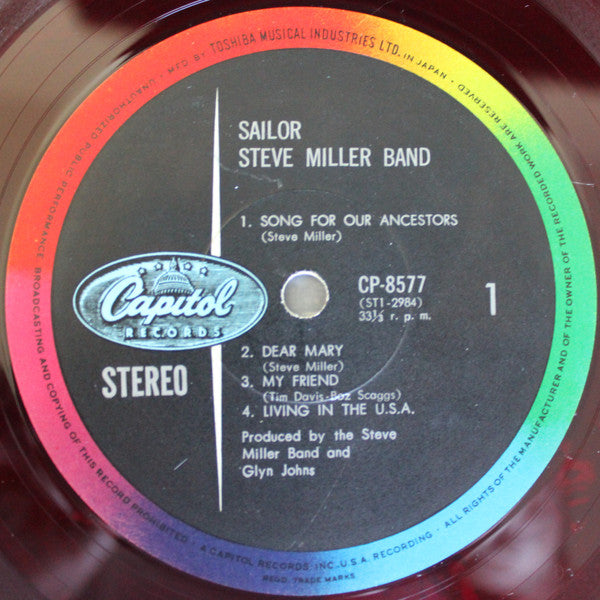 SAILOR
STEVE MILLER BAND
1. SONG FOR OUR ANCESTORS
(Steve Miller)
Capitol
RECORDS
STEREO
CP-8577
(ST1-2984)
33⅓ r. p. m.
1
2. DEAR MARY
(Steve Miller)
3. MY FRIEND
(Tim Davis-Boz Scaggs)
4. LIVING IN THE U.S.A.
Produced by the Steve
Miller Band and
Glyn Johns
MFD. BY TOSHIBA MUSICAL INDUSTRIES LTD. IN JAPAN · ALL RIGHTS OF THE MANUFACTURER AND OF THE OWNER OF THE RECORDED WORK ARE RESERVED.
UNAUTHORIZED PUBLIC PERFORMANCE BROADCASTING AND COPYING OF THIS RECORD PROHIBITED · A CAPITOL RECORDS, INC., U.S.A. RECORDING ·
REGD. TRADE MARKS